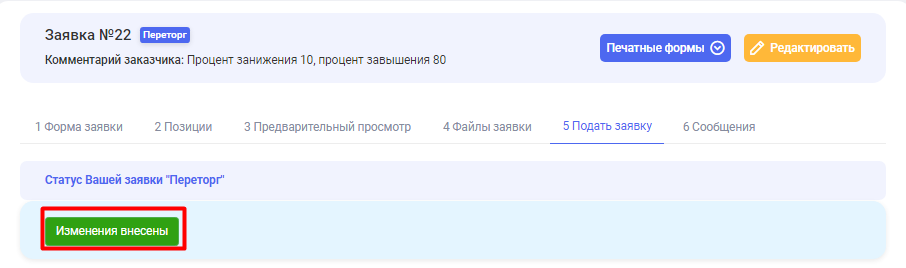 Заявка №22 Переторг
Комментарий заказчика: Процент занижения 10, процент завышения 80
Печатные формы
Редактировать
1 Форма заявки 2 Позиции 3 Предварительный просмотр 4 Файлы заявки 5 Подать заявку 6 Сообщения
Статус Вашей заявки "Переторг"
Изменения внесены